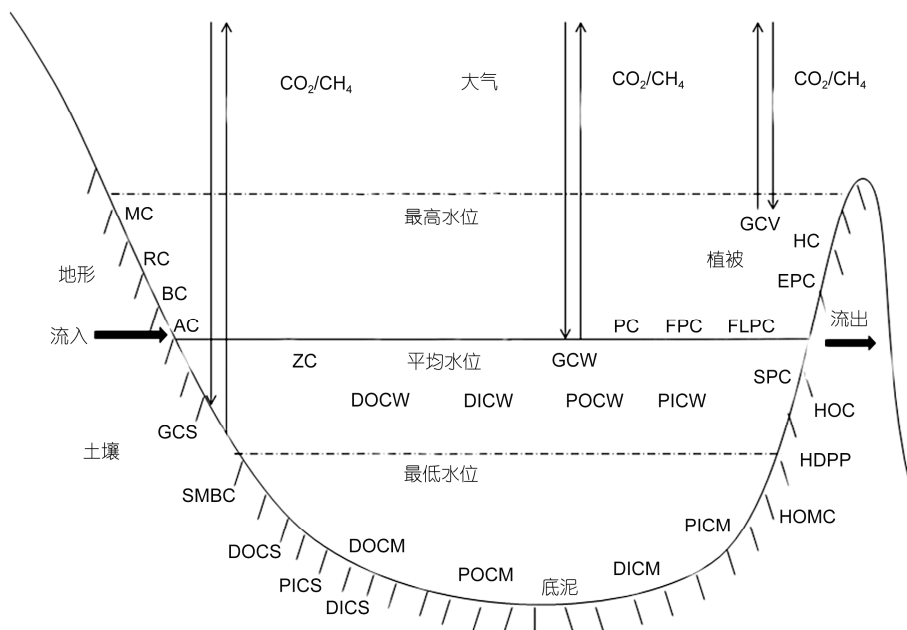 CO₂/CH₄
大气
CO₂/CH₄
CO₂/CH₄
最高水位
MC
GCV
HC
植被
RC
地形
EPC
BC
流入
AC
PC
FPC
FLPC
流出
ZC
平均水位
GCW
SPC
DOCW
DICW
POCW
PICW
HOC
GCS
土壤
最低水位
HDPP
SMBC
HOMC
PICM
DOCS
DOCM
PICS
POCM
底泥
DICM
DICS